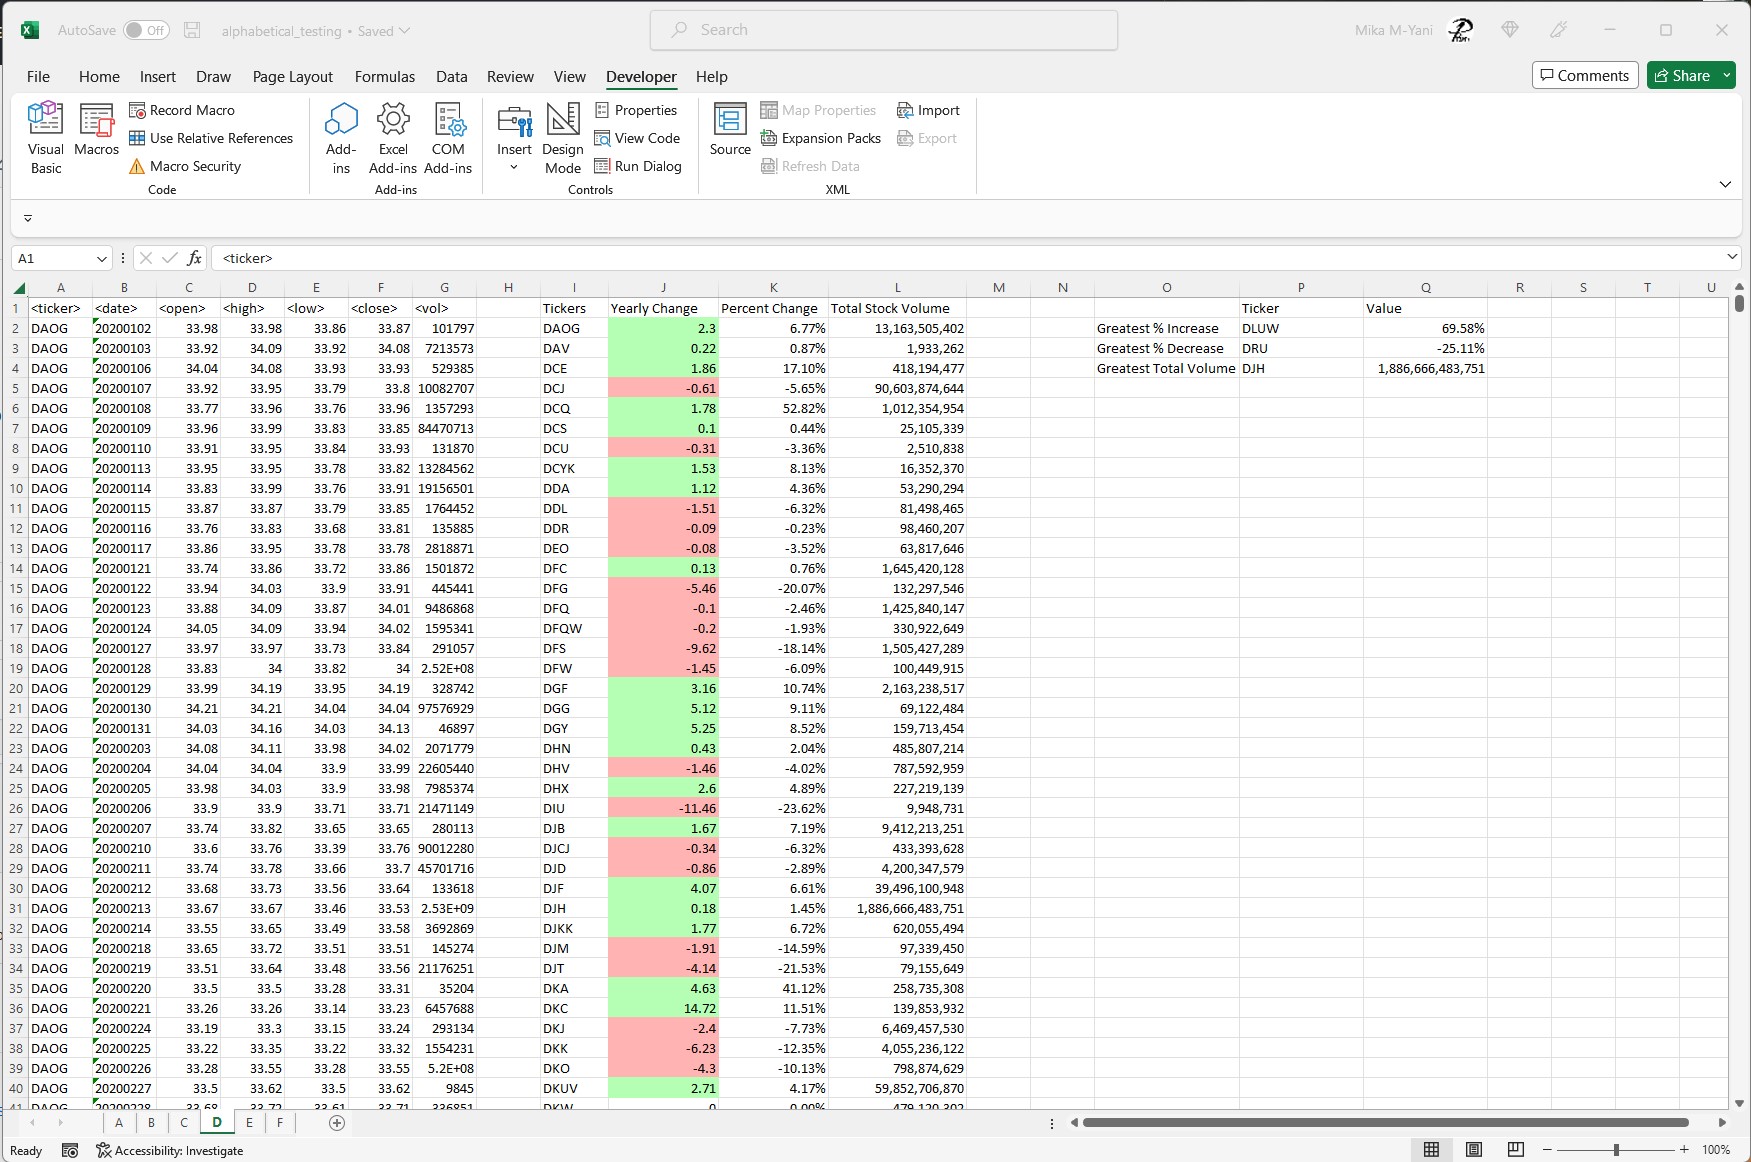 AutoSave Off alphabetical_testing • Saved Search Mika M-Yani
File Home Insert Draw Page Layout Formulas Data Review View Developer Help Comments Share
Visual Basic
Macros
Record Macro
Use Relative References
Macro Security
Code
Add-ins
Excel Add-ins
COM Add-ins
Add-ins
Insert
Design Mode
Properties
View Code
Run Dialog
Controls
Source
Map Properties
Expansion Packs
Refresh Data
Import
Export
XML
A1 fx <ticker>
A B C D E F G H I J K L M N O P Q R S T U
1 <ticker> <date> <open> <high> <low> <close> <vol> Tickers Yearly Change Percent Change Total Stock Volume Ticker Value
2 DAOG 20200102 33.98 33.98 33.86 33.87 101797 DAOG 2.3 6.77% 13,163,505,402 Greatest % Increase DLUW 69.58%
3 DAOG 20200103 33.92 34.09 33.92 34.08 7213573 DAV 0.22 0.87% 1,933,262 Greatest % Decrease DRU -25.11%
4 DAOG 20200106 34.04 34.08 33.93 33.93 529385 DCE 1.86 17.10% 418,194,477 Greatest Total Volume DJH 1,886,666,483,751
5 DAOG 20200107 33.92 33.95 33.79 33.8 10082707 DCJ -0.61 -5.65% 90,603,874,644
6 DAOG 20200108 33.77 33.96 33.76 33.96 1357293 DCQ 1.78 52.82% 1,012,354,954
7 DAOG 20200109 33.96 33.99 33.83 33.85 84470713 DCS 0.1 0.44% 25,105,339
8 DAOG 20200110 33.91 33.95 33.84 33.93 131870 DCU -0.31 -3.36% 2,510,838
9 DAOG 20200113 33.95 33.95 33.78 33.82 13284562 DCYK 1.53 8.13% 16,352,370
10 DAOG 20200114 33.83 33.99 33.76 33.91 19156501 DDA 1.12 4.36% 53,290,294
11 DAOG 20200115 33.87 33.87 33.79 33.85 1764452 DDL -1.51 -6.32% 81,498,465
12 DAOG 20200116 33.76 33.83 33.68 33.81 135885 DDR -0.09 -0.23% 98,460,207
13 DAOG 20200117 33.86 33.95 33.78 33.78 2818871 DEO -0.08 -3.52% 63,817,646
14 DAOG 20200121 33.74 33.86 33.72 33.86 1501872 DFC 0.13 0.76% 1,645,420,128
15 DAOG 20200122 33.94 34.03 33.9 33.91 445441 DFG -5.46 -20.07% 132,297,546
16 DAOG 20200123 33.88 34.09 33.87 34.01 9486868 DFQ -0.1 -2.46% 1,425,840,147
17 DAOG 20200124 34.05 34.09 33.94 34.02 1595341 DFQW -0.2 -1.93% 330,922,649
18 DAOG 20200127 33.97 33.97 33.73 33.84 291057 DFS -9.62 -18.14% 1,505,427,289
19 DAOG 20200128 33.83 34 33.82 34 2.52E+08 DFW -1.45 -6.09% 100,449,915
20 DAOG 20200129 33.99 34.19 33.95 34.19 328742 DGF 3.16 10.74% 2,163,238,517
21 DAOG 20200130 34.21 34.21 34.04 34.04 97576929 DGG 5.12 9.11% 69,122,484
22 DAOG 20200131 34.03 34.16 34.03 34.13 46897 DGY 5.25 8.52% 159,713,454
23 DAOG 20200203 34.08 34.11 33.98 34.02 2071779 DHN 0.43 2.04% 485,807,214
24 DAOG 20200204 34.04 34.04 33.9 33.99 22605440 DHV -1.46 -4.02% 787,592,959
25 DAOG 20200205 33.98 34.03 33.9 33.98 7985374 DHX 2.6 4.89% 227,219,139
26 DAOG 20200206 33.9 33.9 33.71 33.71 21471149 DIU -11.46 -23.62% 9,948,731
27 DAOG 20200207 33.74 33.82 33.65 33.65 280113 DJB 1.67 7.19% 9,412,213,251
28 DAOG 20200210 33.6 33.76 33.39 33.76 90012280 DJCJ -0.34 -6.32% 433,393,628
29 DAOG 20200211 33.74 33.78 33.66 33.7 45701716 DJD -0.86 -2.89% 4,200,347,579
30 DAOG 20200212 33.68 33.73 33.56 33.64 133618 DJF 4.07 6.61% 39,496,100,948
31 DAOG 20200213 33.67 33.67 33.46 33.53 2.53E+09 DJH 0.18 1.45% 1,886,666,483,751
32 DAOG 20200214 33.55 33.65 33.49 33.58 3692869 DJKK 1.77 6.72% 620,055,494
33 DAOG 20200218 33.65 33.72 33.51 33.51 145274 DJM -1.91 -14.59% 97,339,450
34 DAOG 20200219 33.51 33.64 33.48 33.56 21176251 DJT -4.14 -21.53% 79,155,649
35 DAOG 20200220 33.5 33.5 33.28 33.31 35204 DKA 4.63 41.12% 258,735,308
36 DAOG 20200221 33.26 33.26 33.14 33.23 6457688 DKC 14.72 11.51% 139,853,932
37 DAOG 20200224 33.19 33.3 33.15 33.24 293134 DKJ -2.4 -7.73% 6,469,457,530
38 DAOG 20200225 33.22 33.35 33.22 33.32 1554231 DKK -6.23 -12.35% 4,055,236,122
39 DAOG 20200226 33.28 33.55 33.28 33.55 5.2E+08 DKO -4.3 -10.13% 798,874,629
40 DAOG 20200227 33.5 33.62 33.5 33.62 9845 DKUV 2.71 4.17% 59,852,706,870
41 DAOG 20200228 33.68 33.72 33.61 33.71 336851 DKW 0 0.00% 479,120,302
A B C D E F
Ready Accessibility: Investigate 100%